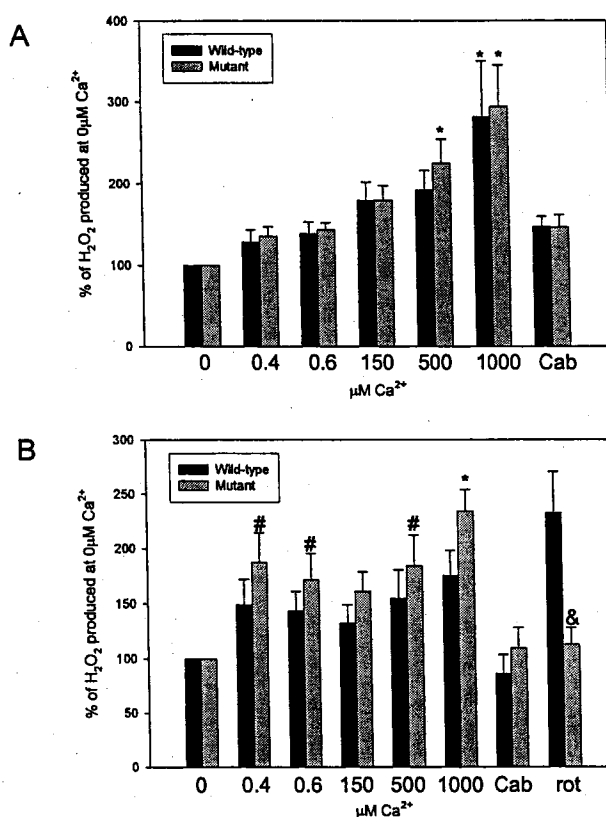 A
400
300
200
100
0
% of H₂O₂ produced at 0µM Ca²⁺
Wild-type
Mutant
*
* *
0 0.4 0.6 150 500 1000 Cab
µM Ca²⁺
B
300
250
200
150
100
50
0
% of H₂O₂ produced at 0µM Ca²⁺
Wild-type
Mutant
# # # * &
0 0.4 0.6 150 500 1000 Cab rot
µM Ca²⁺